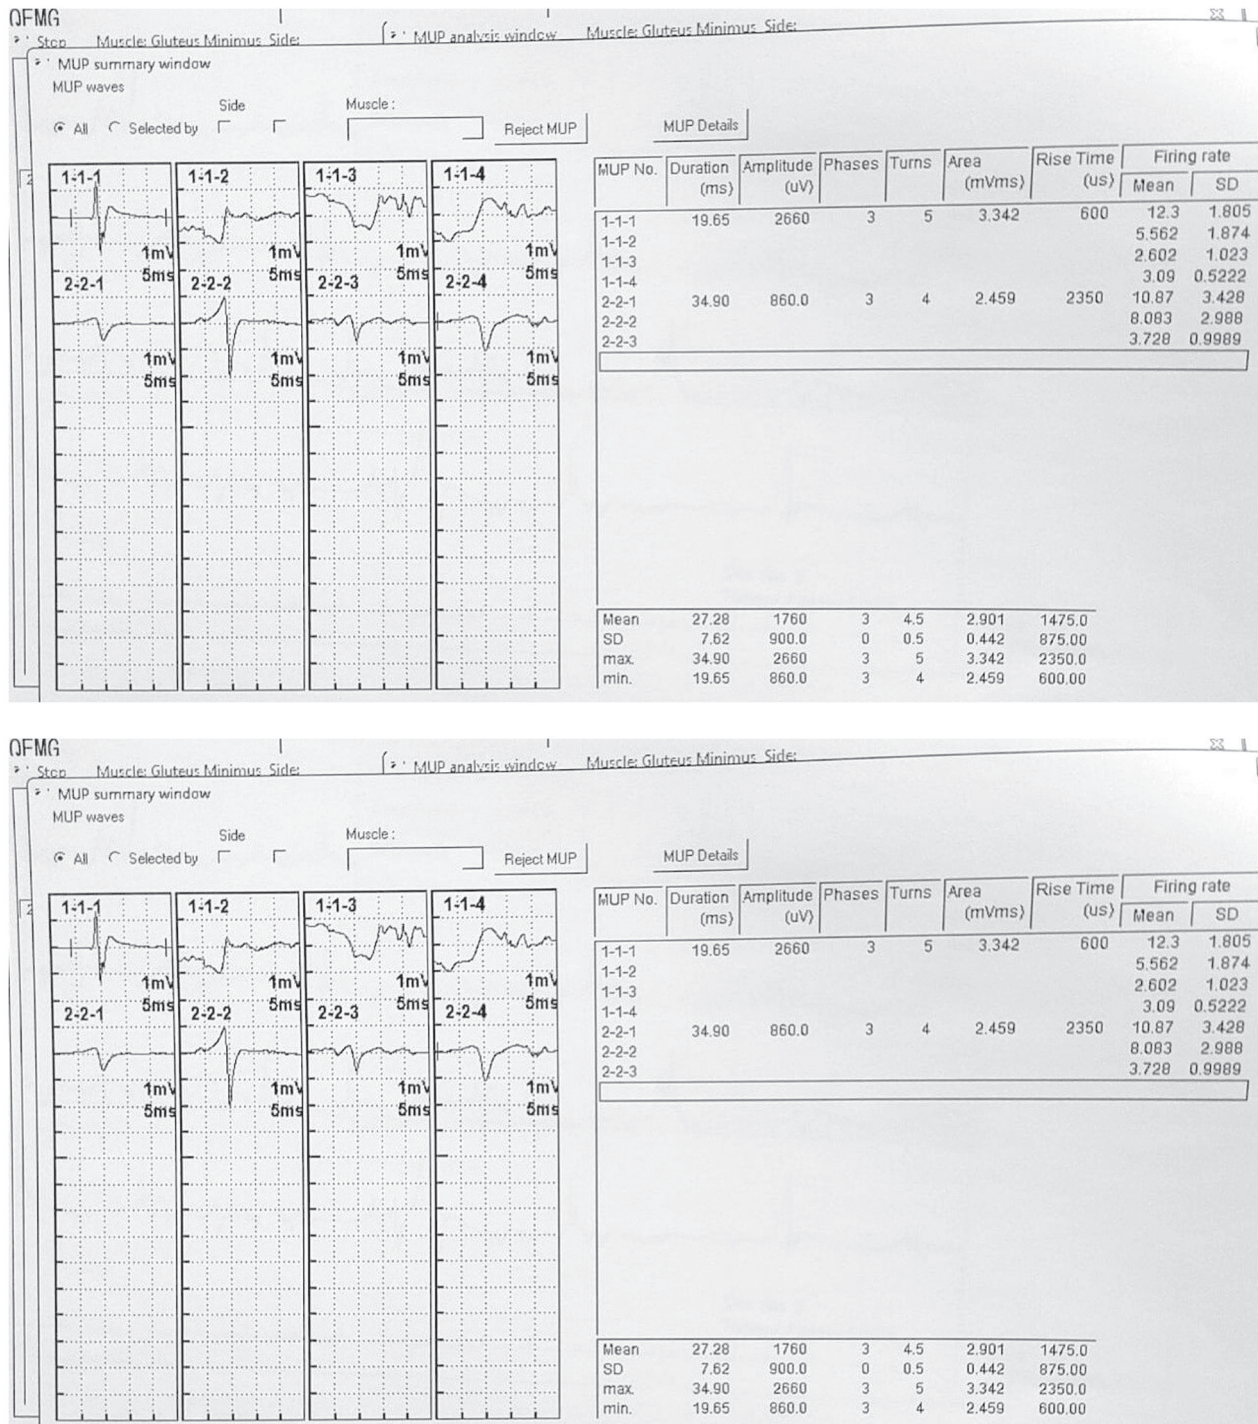 QEMG
Stop Muscle: Gluteus Minimus Side: MUP analysis window Muscle: Gluteus Minimus Side:
MUP summary window
MUP waves
Side Muscle :
All Selected by Reject MUP MUP Details
1-1-1 1-1-2 1-1-3 1-1-4
1mV 1mV 1mV 1mV
5ms 5ms 5ms 5ms
2-2-1 2-2-2 2-2-3 2-2-4
1mV 1mV 1mV 1mV
5ms 5ms 5ms 5ms
MUP No. Duration (ms) Amplitude (uV) Phases Turns Area (mVms) Rise Time (us) Firing rate
Mean SD
1-1-1 19.65 2660 3 5 3.342 600 12.3 1.805
1-1-2 5.562 1.874
1-1-3 2.602 1.023
1-1-4 3.09 0.5222
2-2-1 34.90 860.0 3 4 2.459 2350 10.87 3.428
2-2-2 8.083 2.988
2-2-3 3.728 0.9989
Mean 27.28 1760 3 4.5 2.901 1475.0
SD 7.62 900.0 0 0.5 0.442 875.00
max. 34.90 2660 3 5 3.342 2350.0
min. 19.65 860.0 3 4 2.459 600.00
QEMG
Stop Muscle: Gluteus Minimus Side: MUP analysis window Muscle: Gluteus Minimus Side:
MUP summary window
MUP waves
Side Muscle :
All Selected by Reject MUP MUP Details
1-1-1 1-1-2 1-1-3 1-1-4
1mV 1mV 1mV 1mV
5ms 5ms 5ms 5ms
2-2-1 2-2-2 2-2-3 2-2-4
1mV 1mV 1mV 1mV
5ms 5ms 5ms 5ms
MUP No. Duration (ms) Amplitude (uV) Phases Turns Area (mVms) Rise Time (us) Firing rate
Mean SD
1-1-1 19.65 2660 3 5 3.342 600 12.3 1.805
1-1-2 5.562 1.874
1-1-3 2.602 1.023
1-1-4 3.09 0.5222
2-2-1 34.90 860.0 3 4 2.459 2350 10.87 3.428
2-2-2 8.083 2.988
2-2-3 3.728 0.9989
Mean 27.28 1760 3 4.5 2.901 1475.0
SD 7.62 900.0 0 0.5 0.442 875.00
max. 34.90 2660 3 5 3.342 2350.0
min. 19.65 860.0 3 4 2.459 600.00